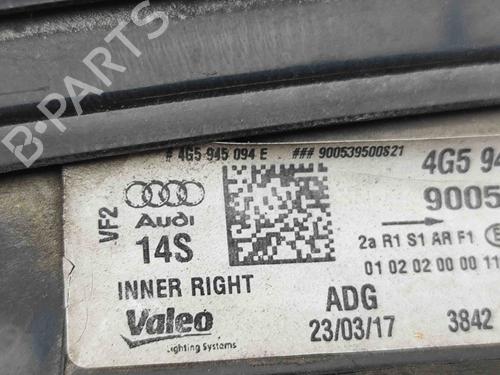 B-PARTS
# 4G5 945 094 E ### 900539500821
4G5 94
9005
VF2
Audi
14S
2a R1 S1 AR F1 E
01 02 02 00 00 11
INNER RIGHT
ADG
Valeo
23/03/17 3842
Lighting Systems